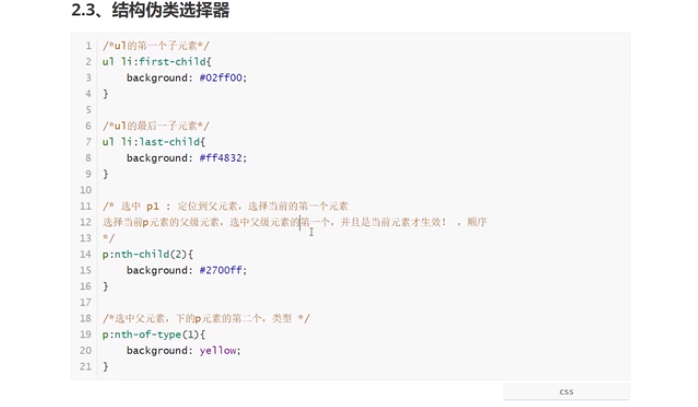 2.3、结构伪类选择器
1 /*ul的第一个子元素*/
2 ul li:first-child{
3 background: #02ff00;
4 }
5
6 /*ul的最后一子元素*/
7 ul li:last-child{
8 background: #ff4832;
9 }
10
11 /* 选中 p1 : 定位到父元素，选择当前的第一个元素
12 选择当前p元素的父级元素，选中父级元素的第一个，并且是当前元素才生效！ ，顺序
13 */
14 p:nth-child(2){
15 background: #2700ff;
16 }
17
18 /*选中父元素，下的p元素的第二个，类型 */
19 p:nth-of-type(1){
20 background: yellow;
21 }
css